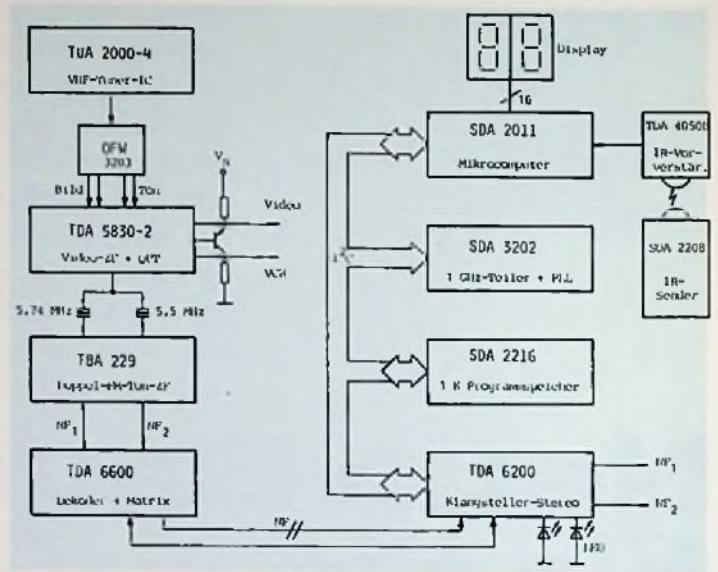 TUA 2000-4
VHF-Tuner-IC
OFW
3203
Bild
Ton
TDA 5830-2
Video-ZF + QPT
Video
5,74 MHz
5,5 MHz
TBA 229
Doppel-FM-Ton-ZF
NF1
NF2
TDA 6600
Dekoder + Matrix
NF
Display
16
SDA 2011
Mikrocomputer
TDA 4050B
IR-Vor-
verstär.
SDA 2208
IR-
Sender
SDA 3202
1 GHz-Teiler + PLL
I²C
SDA 2216
1 K Programmspeicher
TDA 6200
Klangsteller-Stereo
NF1
NF2
LED